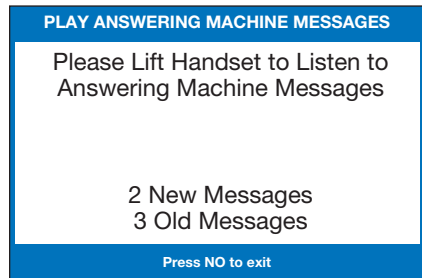 PLAY ANSWERING MACHINE MESSAGES
Please Lift Handset to Listen to
Answering Machine Messages
2 New Messages
3 Old Messages
Press NO to exit